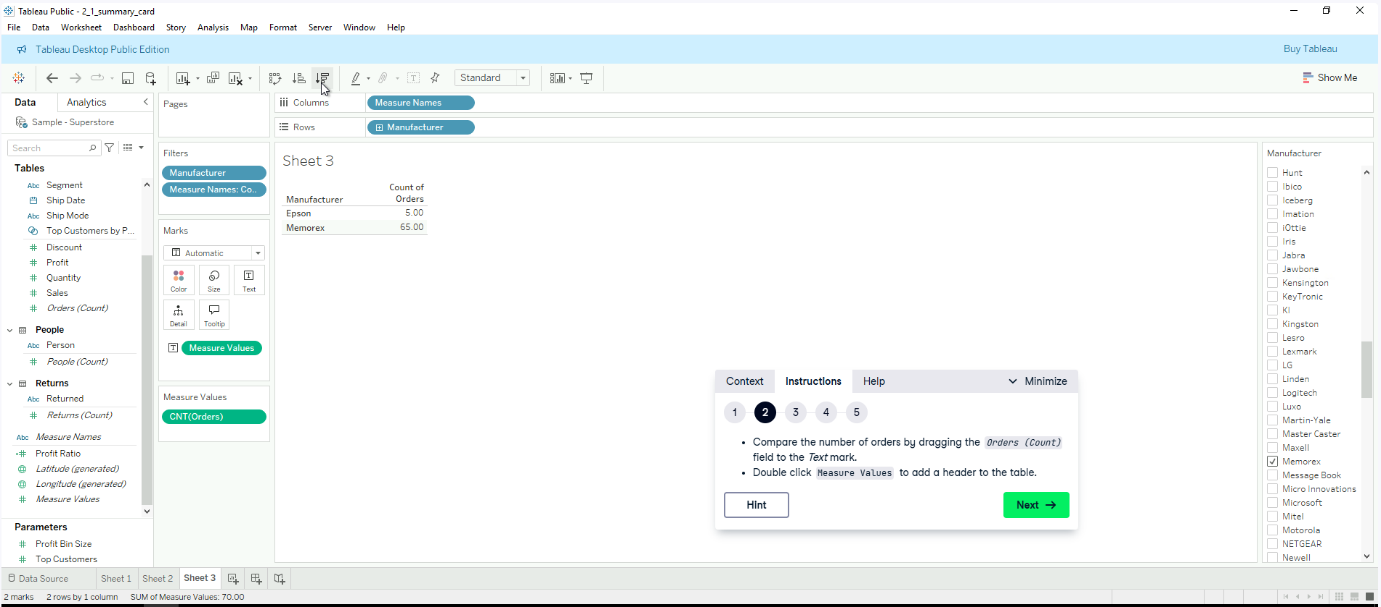 Tableau Public - 2_1_summary_card
File Data Worksheet Dashboard Story Analysis Map Format Server Window Help
Tableau Desktop Public Edition
Buy Tableau
Standard
Show Me
Data
Analytics
Sample - Superstore
Search
Tables
Abc Segment
Ship Date
Abc Ship Mode
Top Customers by P...
# Discount
# Profit
# Quantity
# Sales
# Orders (Count)
People
Abc Person
# People (Count)
Returns
Abc Returned
# Returns (Count)
Abc Measure Names
# Profit Ratio
Latitude (generated)
Longitude (generated)
# Measure Values
Parameters
# Profit Bin Size
# Top Customers
Pages
Filters
Manufacturer
Measure Names: Co..
Marks
Automatic
Color
Size
Text
Detail
Tooltip
Measure Values
Measure Values
CNT(Orders)
Columns
Measure Names
Rows
Manufacturer
Sheet 3
Count of
Manufacturer Orders
Epson 5.00
Memorex 65.00
Context
Instructions
Help
Minimize
1 2 3 4 5
• Compare the number of orders by dragging the Orders (Count)
field to the Text mark.
• Double click Measure Values to add a header to the table.
Hint
Next →
Manufacturer
Hunt
Ibico
Iceberg
Imation
iOttie
Iris
Jabra
Jawbone
Kensington
KeyTronic
KI
Kingston
Lesro
Lexmark
LG
Linden
Logitech
Luxo
Martin-Yale
Master Caster
Maxell
Memorex
Message Book
Micro Innovations
Microsoft
Mitel
Motorola
NETGEAR
Newell
Data Source
Sheet 1
Sheet 2
Sheet 3
2 marks 2 rows by 1 column SUM of Measure Values: 70.00